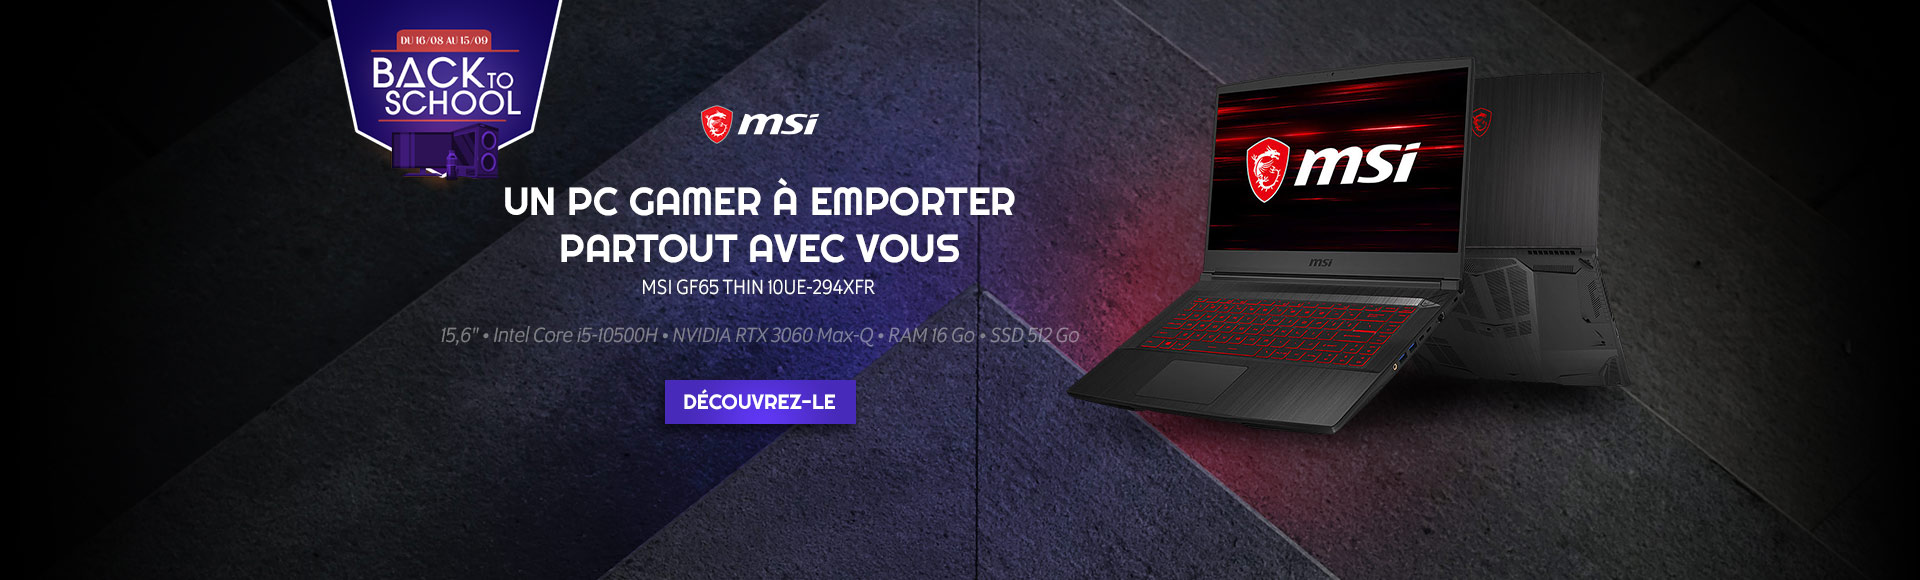 DU 16/08 AU 15/09
BACK TO
SCHOOL
msi
UN PC GAMER À EMPORTER
PARTOUT AVEC VOUS
MSI GF65 THIN 10UE-294XFR
15,6" • Intel Core i5-10500H • NVIDIA RTX 3060 Max-Q • RAM 16 Go • SSD 512 Go
DÉCOUVREZ-LE
msi
msi